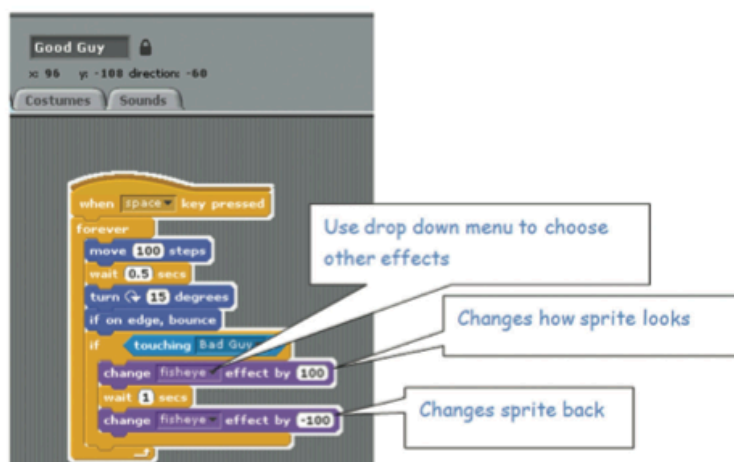 Good Guy
x: 96 y: -108 direction: -60
Costumes Sounds
when space key pressed
forever
move 100 steps
wait 0.5 secs
turn 15 degrees
if on edge, bounce
if touching Bad Guy
change fisheye effect by 100
wait 1 secs
change fisheye effect by -100
Use drop down menu to choose
other effects
Changes how sprite looks
Changes sprite back